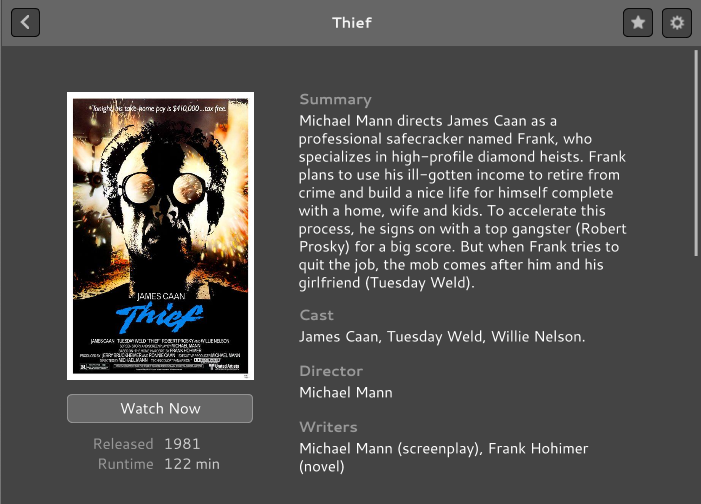 Thief
"Tonight, his take-home pay is $410,000...tax free."
JAMES CAAN
Thief
Watch Now
Released 1981
Runtime 122 min
Summary
Michael Mann directs James Caan as a
professional safecracker named Frank, who
specializes in high-profile diamond heists. Frank
plans to use his ill-gotten income to retire from
crime and build a nice life for himself complete
with a home, wife and kids. To accelerate this
process, he signs on with a top gangster (Robert
Prosky) for a big score. But when Frank tries to
quit the job, the mob comes after him and his
girlfriend (Tuesday Weld).
Cast
James Caan, Tuesday Weld, Willie Nelson.
Director
Michael Mann
Writers
Michael Mann (screenplay), Frank Hohimer
(novel)